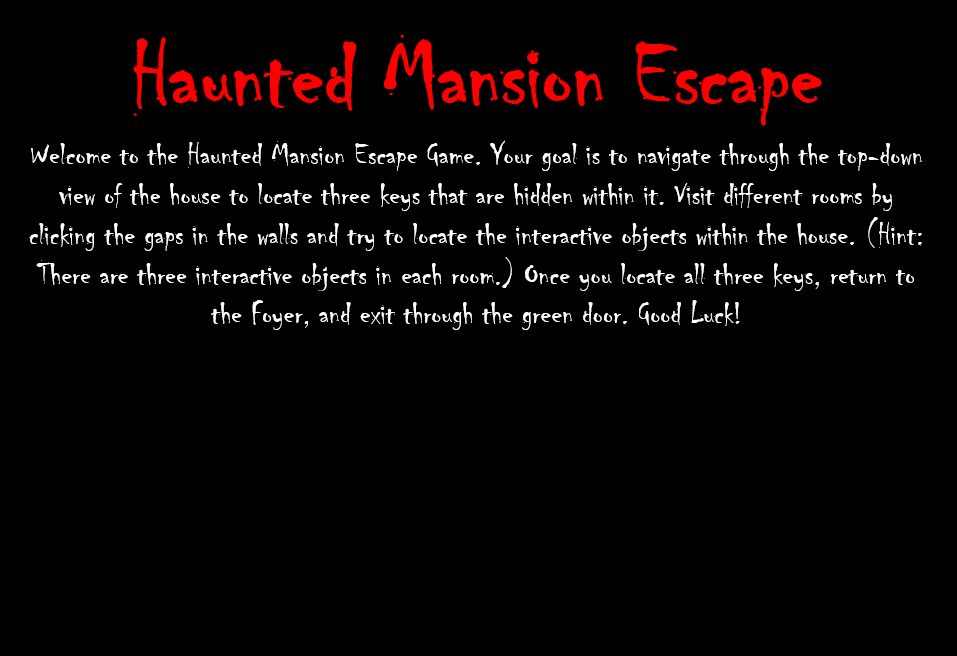 Haunted Mansion Escape
Welcome to the Haunted Mansion Escape Game. Your goal is to navigate through the top-down
view of the house to locate three keys that are hidden within it. Visit different rooms by
clicking the gaps in the walls and try to locate the interactive objects within the house. (Hint:
There are three interactive objects in each room.) Once you locate all three keys, return to
the Foyer, and exit through the green door. Good Luck!